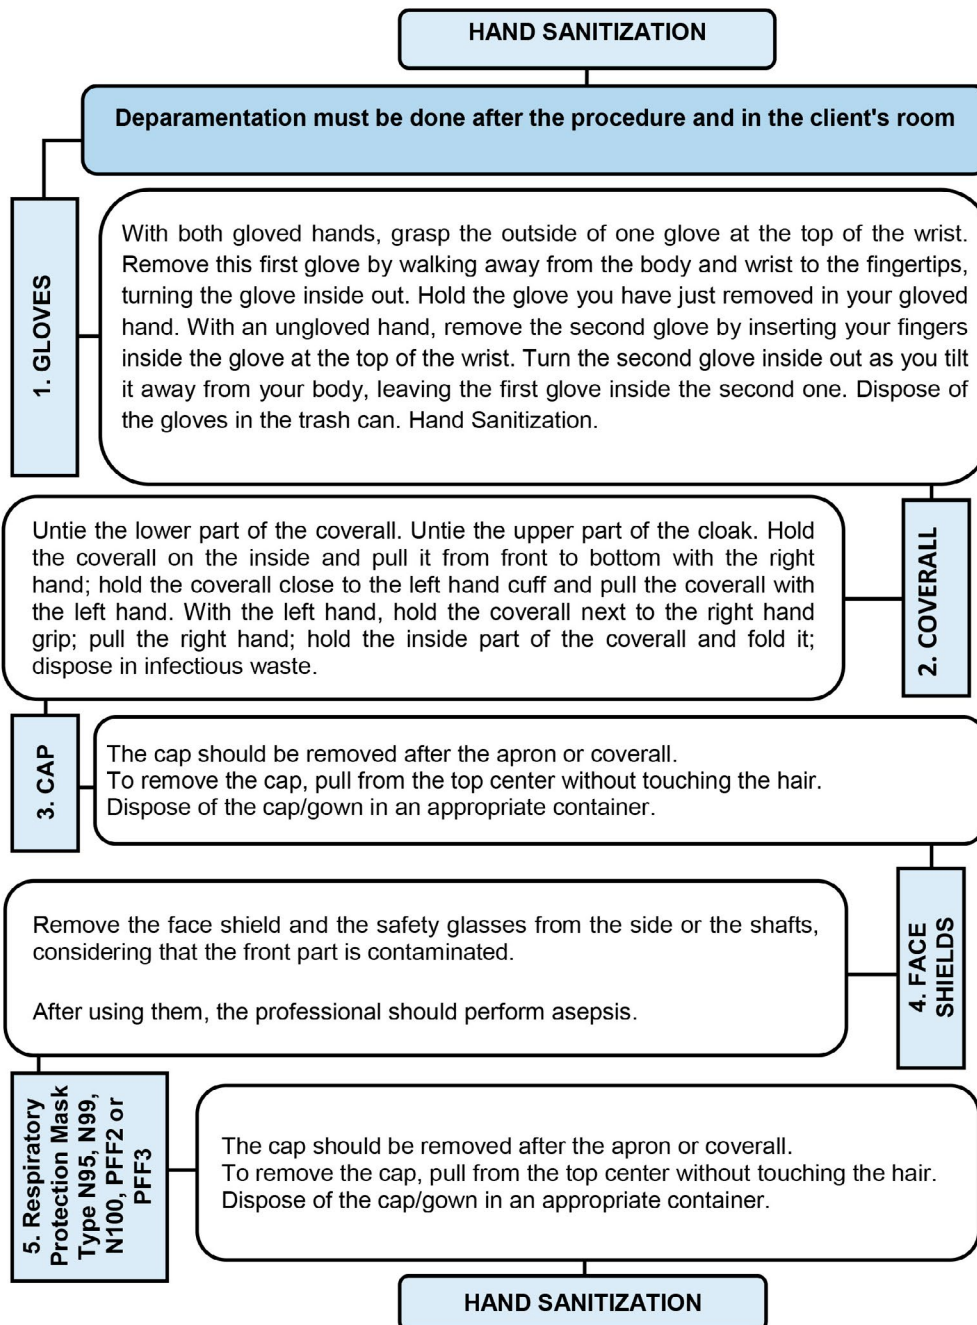 HAND SANITIZATION
Deparamentation must be done after the procedure and in the client's room
1. GLOVES
With both gloved hands, grasp the outside of one glove at the top of the wrist.
Remove this first glove by walking away from the body and wrist to the fingertips,
turning the glove inside out. Hold the glove you have just removed in your gloved
hand. With an ungloved hand, remove the second glove by inserting your fingers
inside the glove at the top of the wrist. Turn the second glove inside out as you tilt
it away from your body, leaving the first glove inside the second one. Dispose of
the gloves in the trash can. Hand Sanitization.
2. COVERALL
Untie the lower part of the coverall. Untie the upper part of the cloak. Hold
the coverall on the inside and pull it from front to bottom with the right
hand; hold the coverall close to the left hand cuff and pull the coverall with
the left hand. With the left hand, hold the coverall next to the right hand
grip; pull the right hand; hold the inside part of the coverall and fold it;
dispose in infectious waste.
3. CAP
The cap should be removed after the apron or coverall.
To remove the cap, pull from the top center without touching the hair.
Dispose of the cap/gown in an appropriate container.
4. FACE
SHIELDS
Remove the face shield and the safety glasses from the side or the shafts,
considering that the front part is contaminated.
After using them, the professional should perform asepsis.
5. Respiratory
Protection Mask
Type N95, N99,
N100, PFF2 or
PFF3
The cap should be removed after the apron or coverall.
To remove the cap, pull from the top center without touching the hair.
Dispose of the cap/gown in an appropriate container.
HAND SANITIZATION